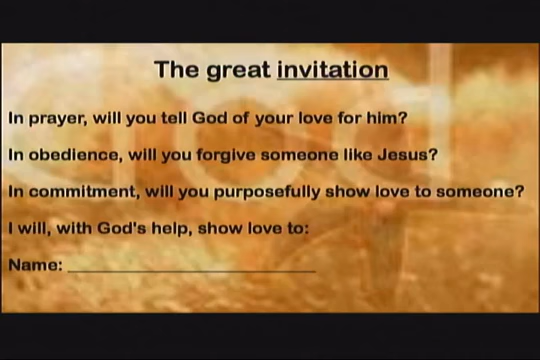 The great invitation
In prayer, will you tell God of your love for him?
In obedience, will you forgive someone like Jesus?
In commitment, will you purposefully show love to someone?
I will, with God's help, show love to:
Name: ____________________